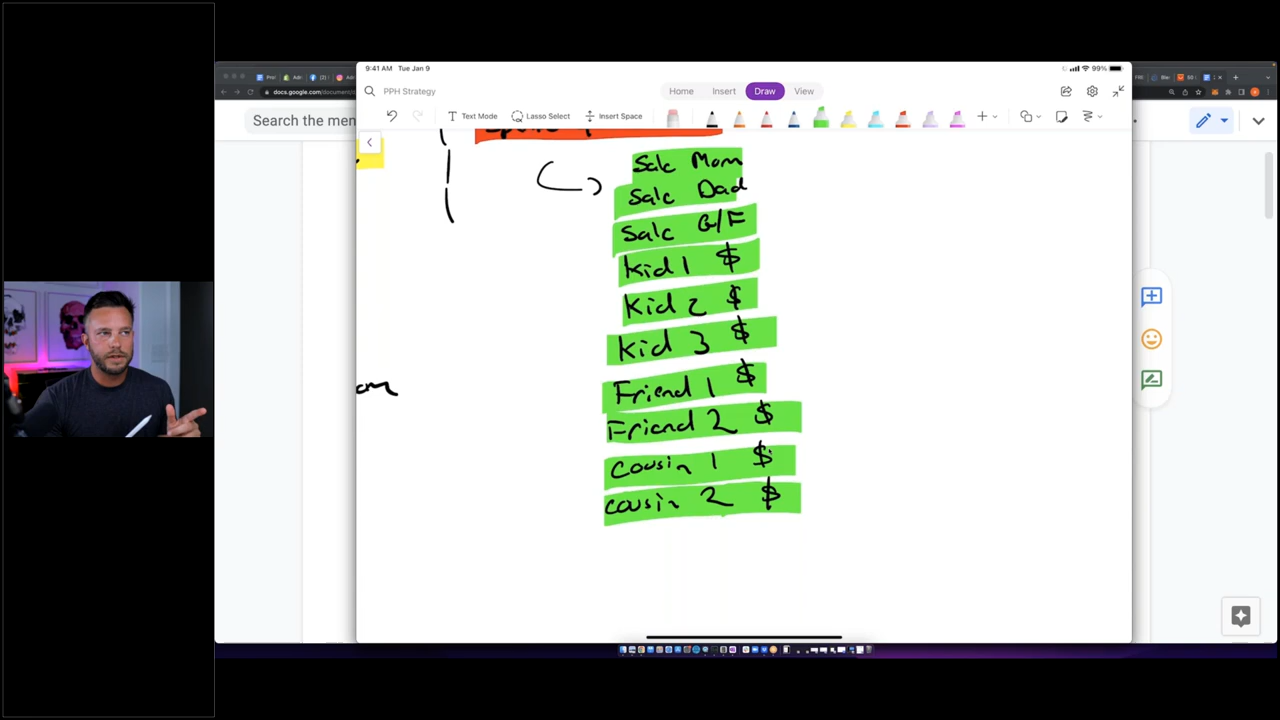 9:41 AM Tue Jan 9
99%
docs.google.com/document/
PPH Strategy
Home Insert Draw View
Search the men
Text Mode Lasso Select Insert Space
Sale Mom
Sale Dad
Sale G/F
Kid 1 $
Kid 2 $
Kid 3 $
Friend 1 $
Friend 2 $
Cousin 1 $
Cousin 2 $